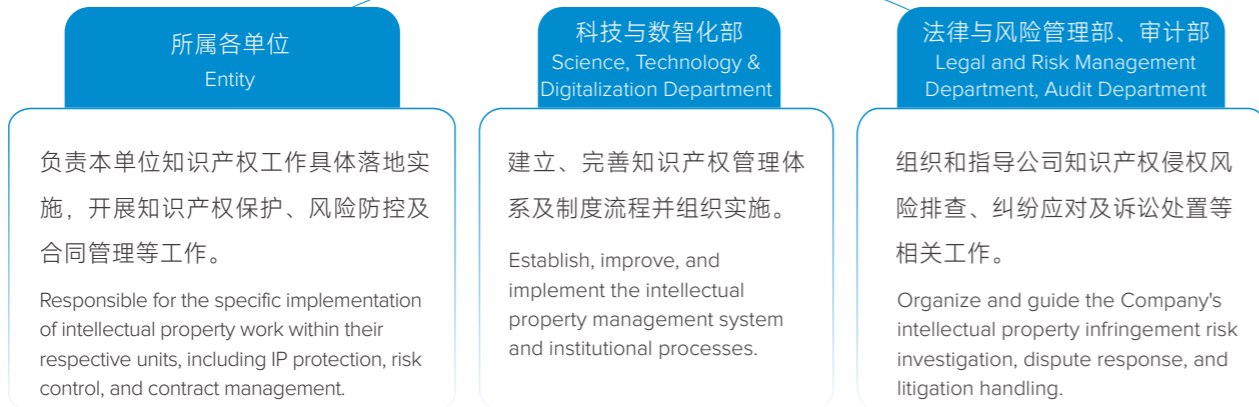 所属各单位
Entity
负责本单位知识产权工作具体落地实
施，开展知识产权保护、风险防控及
合同管理等工作。
Responsible for the specific implementation
of intellectual property work within their
respective units, including IP protection, risk
control, and contract management.
科技与数智化部
Science, Technology &
Digitalization Department
建立、完善知识产权管理体
系及制度流程并组织实施。
Establish, improve, and
implement the intellectual
property management system
and institutional processes.
法律与风险管理部、审计部
Legal and Risk Management
Department, Audit Department
组织和指导公司知识产权侵权风
险排查、纠纷应对及诉讼处置等
相关工作。
Organize and guide the Company's
intellectual property infringement risk
investigation, dispute response, and
litigation handling.